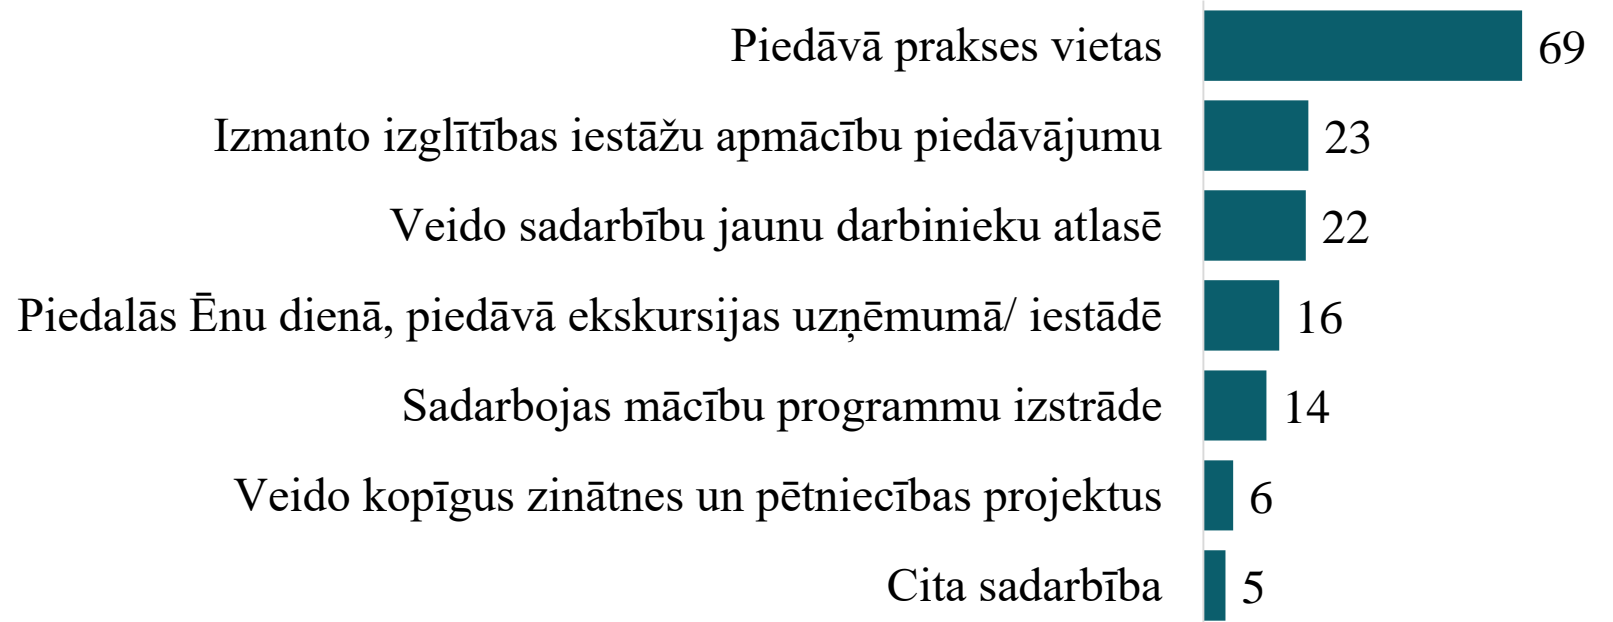 Piedāvā prakses vietas 69
Izmanto izglītības iestāžu apmācību piedāvājumu 23
Veido sadarbību jaunu darbinieku atlasē 22
Piedalās Ēnu dienā, piedāvā ekskursijas uzņēmumā/ iestādē 16
Sadarbojas mācību programmu izstrāde 14
Veido kopīgus zinātnes un pētniecības projektus 6
Cita sadarbība 5